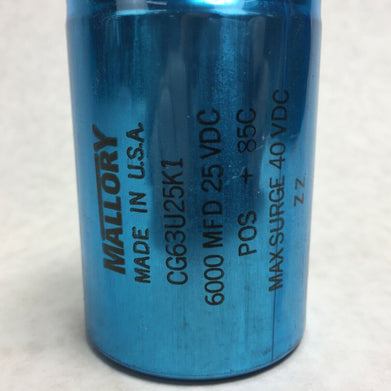 MALLORY
MADE IN U.S.A.
CG63U25K1
6000 MFD 25 VDC
POS + 85C
MAX SURGE 40 VDC
Z Z